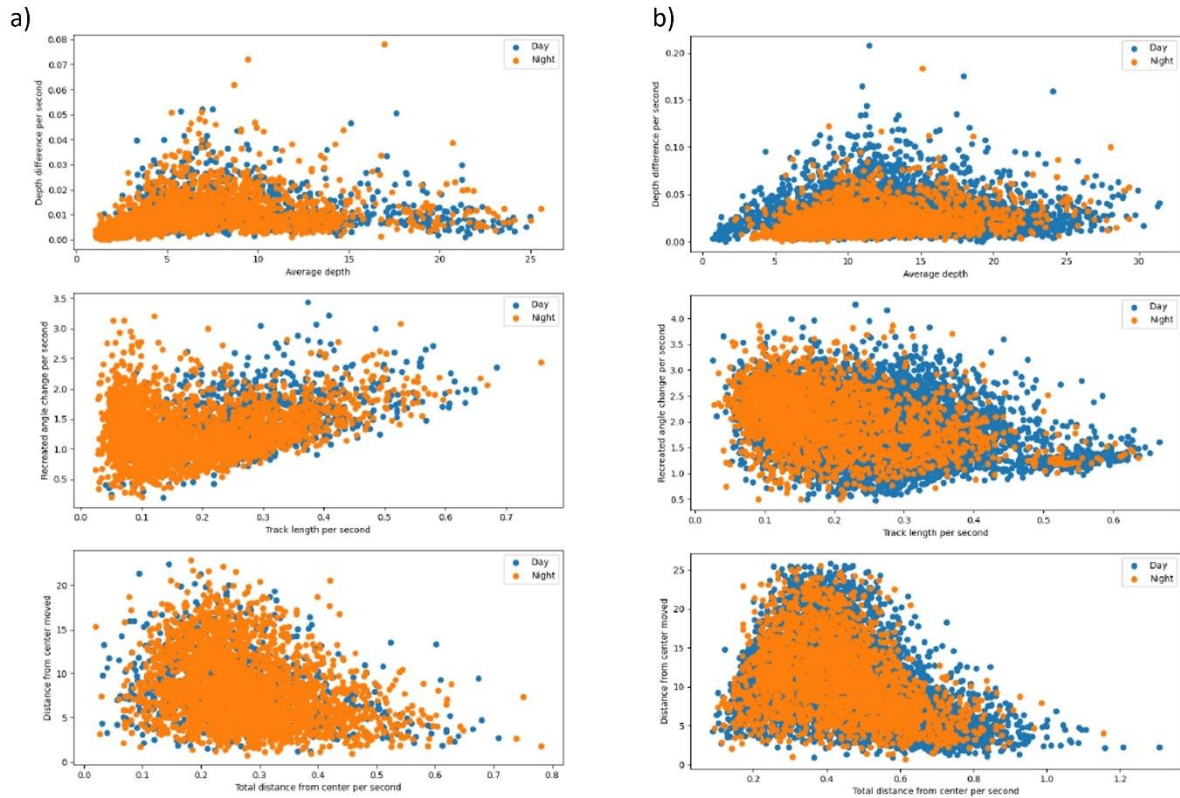 a)
Depth difference per second
0.08
0.07
0.06
0.05
0.04
0.03
0.02
0.01
0.00
Day
Night
0 5 10 15 20 25
Average depth
Recreated angle change per second
3.5
3.0
2.5
2.0
1.5
1.0
0.5
Day
Night
0.0 0.1 0.2 0.3 0.4 0.5 0.6 0.7
Track length per second
Distance from center moved
20
15
10
5
0
Day
Night
0.0 0.1 0.2 0.3 0.4 0.5 0.6 0.7 0.8
Total distance from center per second
b)
Depth difference per second
0.20
0.15
0.10
0.05
0.00
Day
Night
0 5 10 15 20 25 30
Average depth
Recreated angle change per second
4.0
3.5
3.0
2.5
2.0
1.5
1.0
0.5
Day
Night
0.0 0.1 0.2 0.3 0.4 0.5 0.6
Track length per second
Distance from center moved
25
20
15
10
5
0
Day
Night
0.2 0.4 0.6 0.8 1.0 1.2
Total distance from center per second